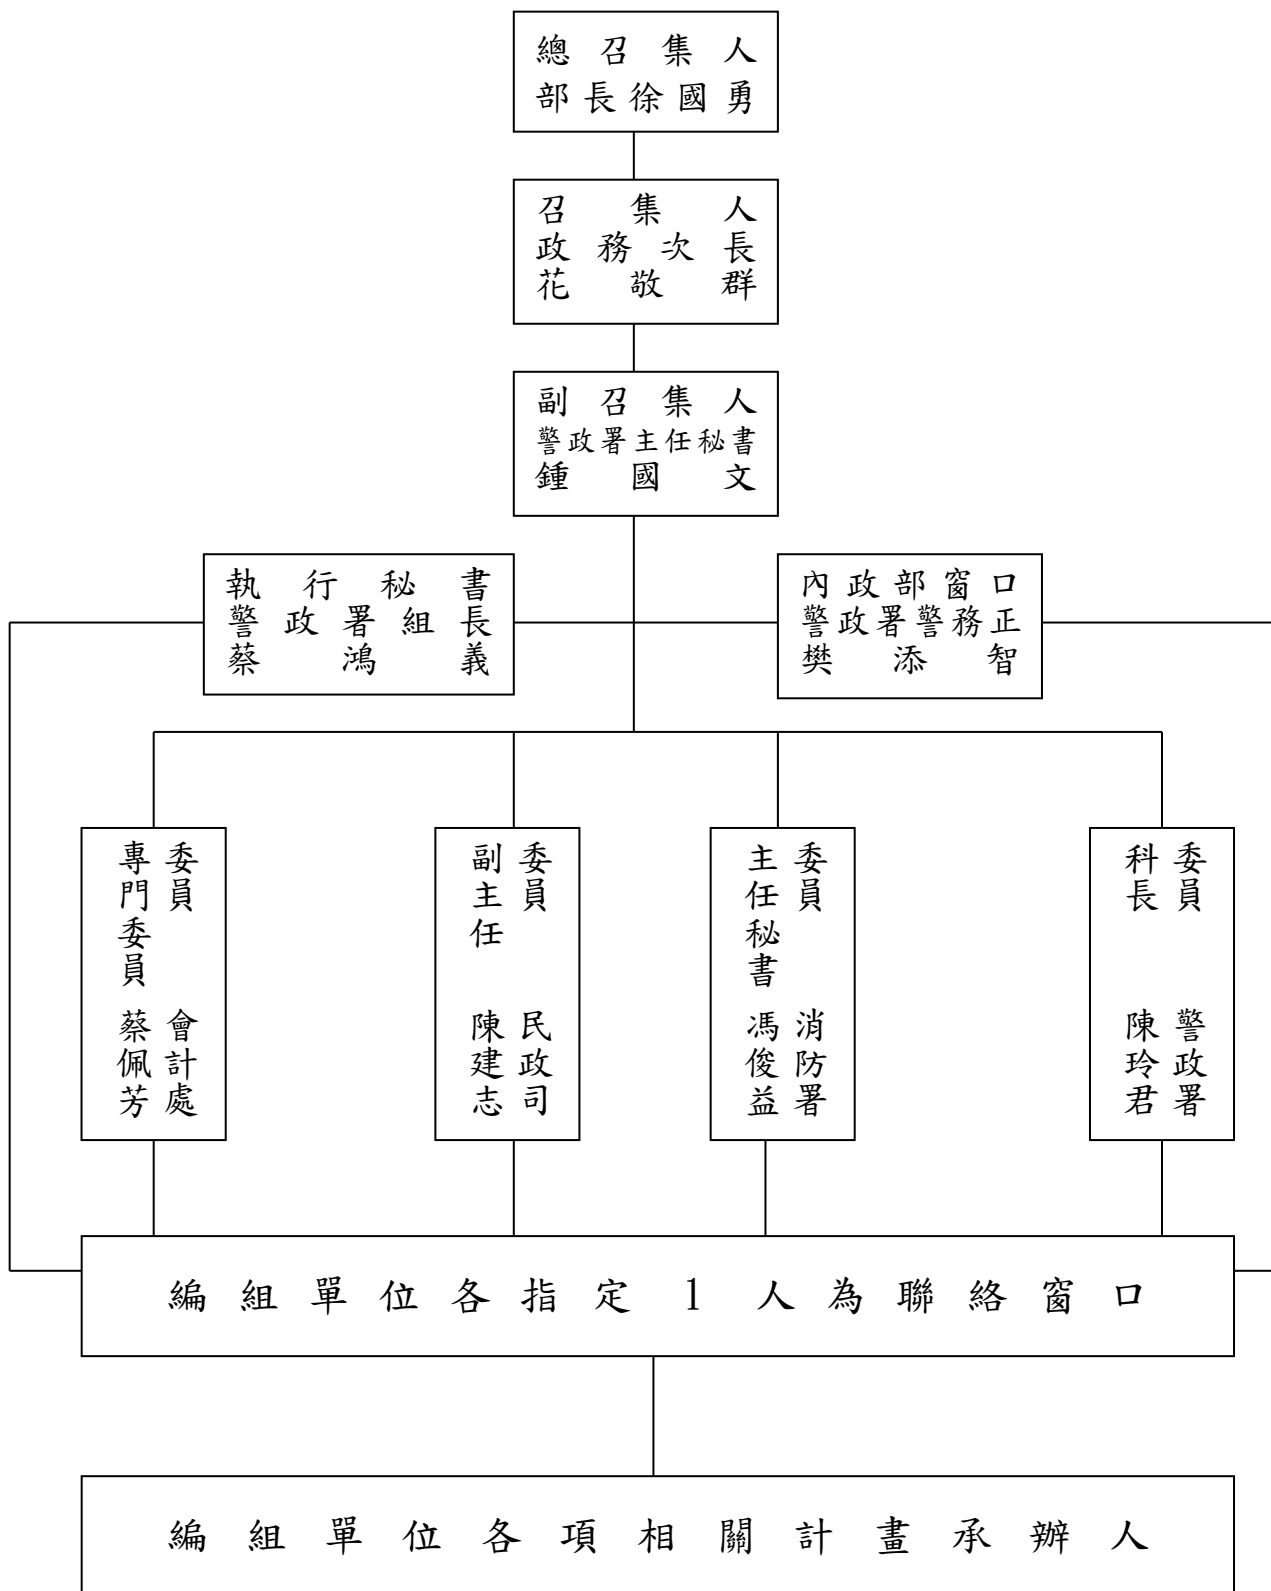 總召集人
部長徐國勇
召集人
政務次長
花敬群
副召集人
警政署主任秘書
鍾國文
執行秘書
警政署組長
蔡鴻義
內政部窗口
警政署警務正
樊添智
委員 會計處
專門委員 蔡佩芳
委員 民政司
副主任 陳建志
委員 消防署
主任秘書 馮俊益
委員 警政署
科長 陳玲君
編組單位各指定1人為聯絡窗口
編組單位各項相關計畫承辦人